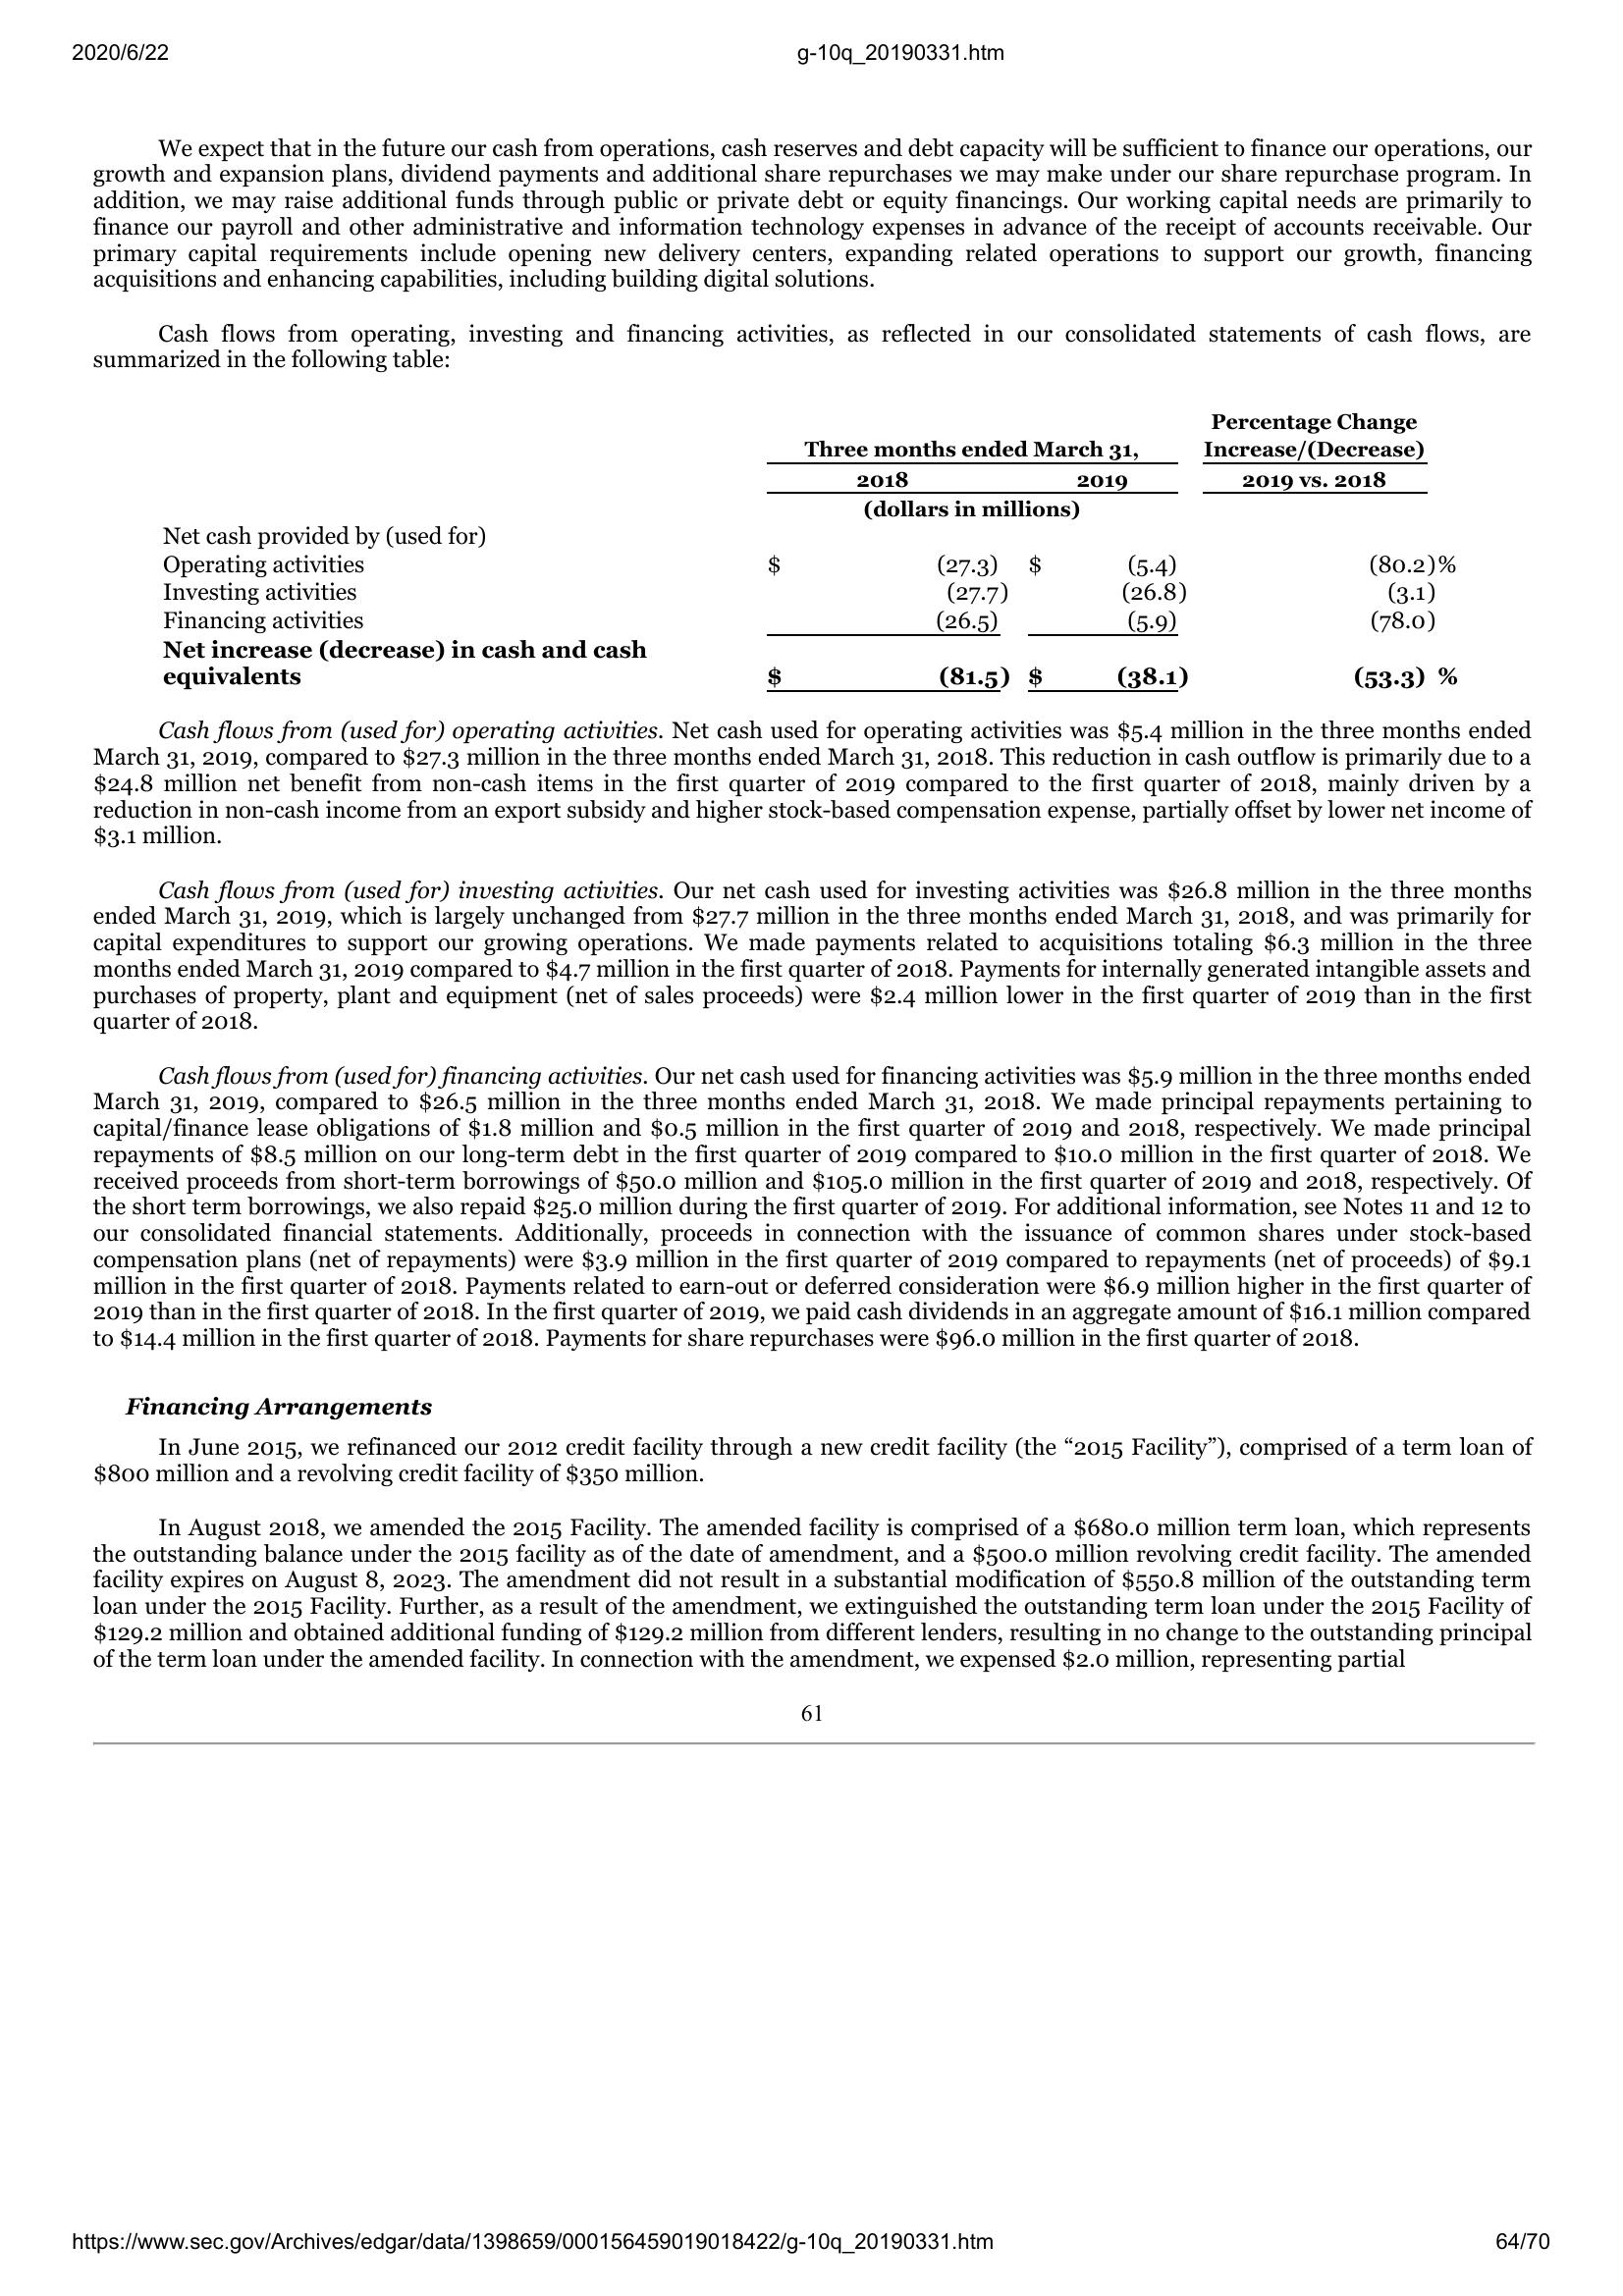 2020/6/22 g-10q_20190331.htm
We expect that in the future our cash from operations, cash reserves and debt capacity will be sufficient to finance our operations, our
growth and expansion plans, dividend payments and additional share repurchases we may make under our share repurchase program. In
addition, we may raise additional funds through public or private debt or equity financings. Our working capital needs are primarily to
finance our payroll and other administrative and information technology expenses in advance of the receipt of accounts receivable. Our
primary capital requirements include opening new delivery centers, expanding related operations to support our growth, financing
acquisitions and enhancing capabilities, including building digital solutions.
Cash flows from operating, investing and financing activities, as reflected in our consolidated statements of cash flows, are
summarized in the following table:
Percentage Change
Three months ended March 31, Increase/(Decrease)
2018 2019 2019 vs. 2018
(dollars in millions)
Net cash provided by (used for)
Operating activities $ (27.3) $ (5.4) (80.2)%
Investing activities (27.7) (26.8) (3.1)
Financing activities (26.5) (5.9) (78.0)
Net increase (decrease) in cash and cash
equivalents $ (81.5) $ (38.1) (53.3) %
Cash flows from (used for) operating activities. Net cash used for operating activities was $5.4 million in the three months ended
March 31, 2019, compared to $27.3 million in the three months ended March 31, 2018. This reduction in cash outflow is primarily due to a
$24.8 million net benefit from non-cash items in the first quarter of 2019 compared to the first quarter of 2018, mainly driven by a
reduction in non-cash income from an export subsidy and higher stock-based compensation expense, partially offset by lower net income of
$3.1 million.
Cash flows from (used for) investing activities. Our net cash used for investing activities was $26.8 million in the three months
ended March 31, 2019, which is largely unchanged from $27.7 million in the three months ended March 31, 2018, and was primarily for
capital expenditures to support our growing operations. We made payments related to acquisitions totaling $6.3 million in the three
months ended March 31, 2019 compared to $4.7 million in the first quarter of 2018. Payments for internally generated intangible assets and
purchases of property, plant and equipment (net of sales proceeds) were $2.4 million lower in the first quarter of 2019 than in the first
quarter of 2018.
Cash flows from (used for) financing activities. Our net cash used for financing activities was $5.9 million in the three months ended
March 31, 2019, compared to $26.5 million in the three months ended March 31, 2018. We made principal repayments pertaining to
capital/finance lease obligations of $1.8 million and $0.5 million in the first quarter of 2019 and 2018, respectively. We made principal
repayments of $8.5 million on our long-term debt in the first quarter of 2019 compared to $10.0 million in the first quarter of 2018. We
received proceeds from short-term borrowings of $50.0 million and $105.0 million in the first quarter of 2019 and 2018, respectively. Of
the short term borrowings, we also repaid $25.0 million during the first quarter of 2019. For additional information, see Notes 11 and 12 to
our consolidated financial statements. Additionally, proceeds in connection with the issuance of common shares under stock-based
compensation plans (net of repayments) were $3.9 million in the first quarter of 2019 compared to repayments (net of proceeds) of $9.1
million in the first quarter of 2018. Payments related to earn-out or deferred consideration were $6.9 million higher in the first quarter of
2019 than in the first quarter of 2018. In the first quarter of 2019, we paid cash dividends in an aggregate amount of $16.1 million compared
to $14.4 million in the first quarter of 2018. Payments for share repurchases were $96.0 million in the first quarter of 2018.
Financing Arrangements
In June 2015, we refinanced our 2012 credit facility through a new credit facility (the “2015 Facility”), comprised of a term loan of
$800 million and a revolving credit facility of $350 million.
In August 2018, we amended the 2015 Facility. The amended facility is comprised of a $680.0 million term loan, which represents
the outstanding balance under the 2015 facility as of the date of amendment, and a $500.0 million revolving credit facility. The amended
facility expires on August 8, 2023. The amendment did not result in a substantial modification of $550.8 million of the outstanding term
loan under the 2015 Facility. Further, as a result of the amendment, we extinguished the outstanding term loan under the 2015 Facility of
$129.2 million and obtained additional funding of $129.2 million from different lenders, resulting in no change to the outstanding principal
of the term loan under the amended facility. In connection with the amendment, we expensed $2.0 million, representing partial
61
https://www.sec.gov/Archives/edgar/data/1398659/000156459019018422/g-10q_20190331.htm 64/70